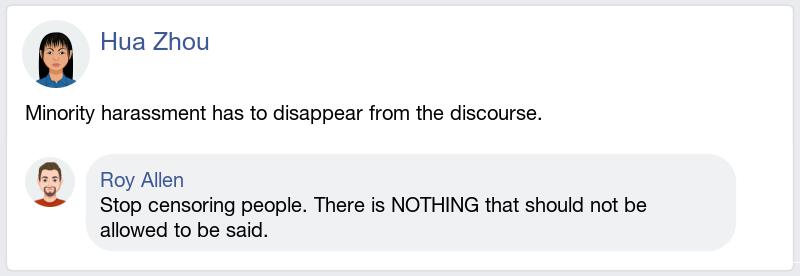 Hua Zhou
Minority harassment has to disappear from the discourse.
Roy Allen
Stop censoring people. There is NOTHING that should not be
allowed to be said.